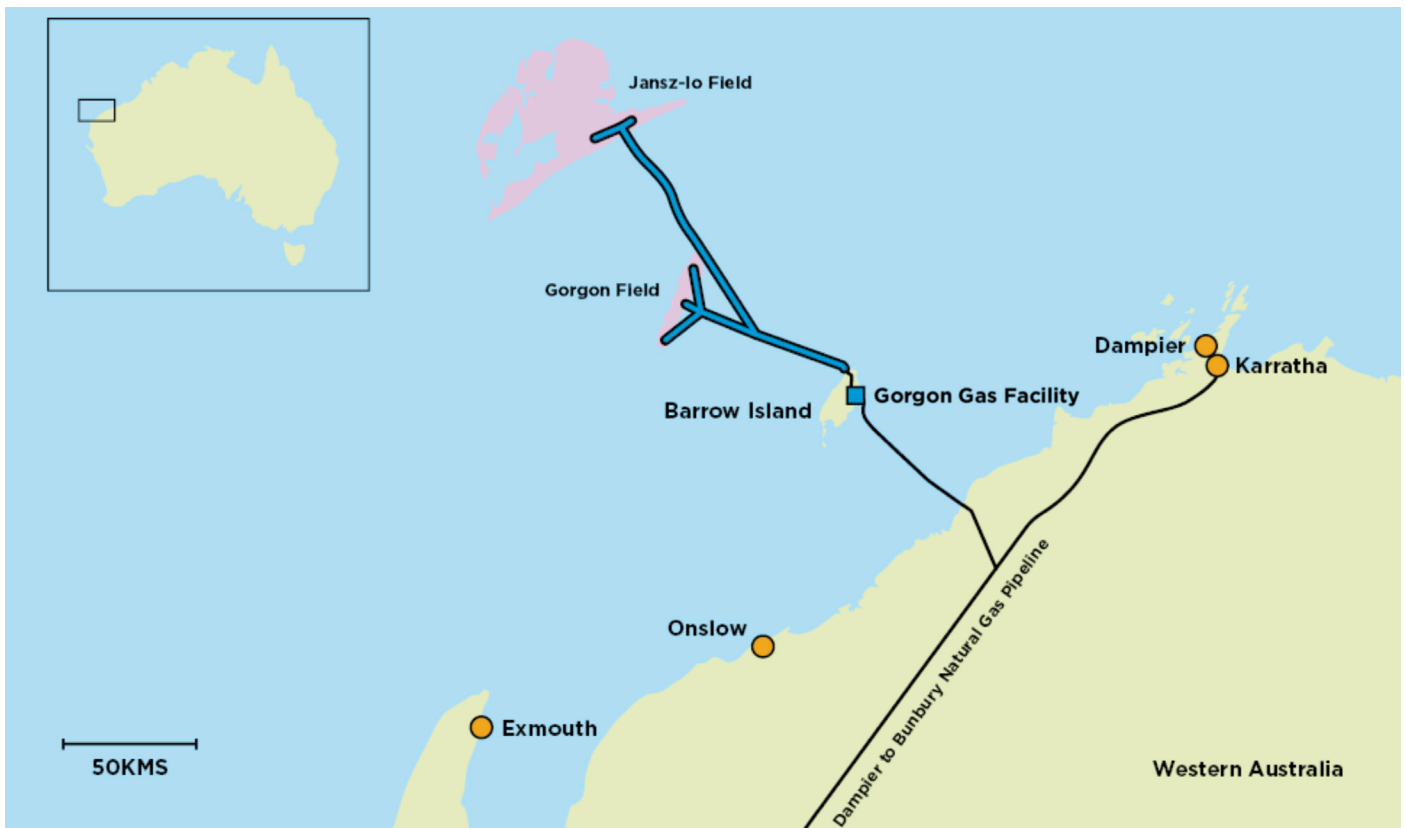 Jansz-Io Field
Gorgon Field
Dampier
Karratha
Gorgon Gas Facility
Barrow Island
Dampier to Bunbury Natural Gas Pipeline
Onslow
Exmouth
50KMS
Western Australia